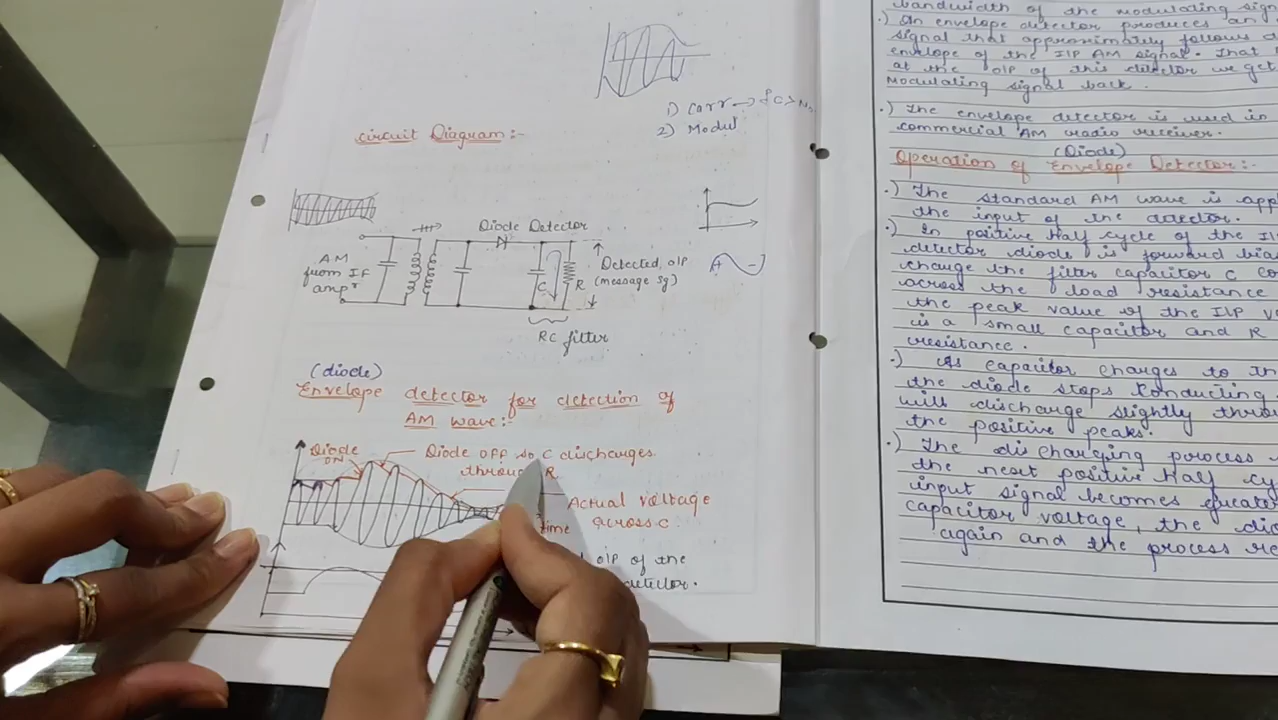 1) Carr → fc >
2) Modul
Circuit Diagram:-
Diode Detector
AM
from IF
ampr
C
R
Detected, O/P
(message sg)
RC filter
(diode)
Envelope detector for detection of
AM wave:-
Diode
ON
Diode OFF so C discharges
through R
Actual voltage
across C
time
O/P of the
detector.
bandwidth of the modulating sign
.) An envelope detector produces an
signal that approximately follows
envelope of the I/P AM signal. That
at the O/P of this detector we get
Modulating signal back.
.) The envelope detector is used in
commercial AM radio receiver.
(Diode)
Operation of Envelope Detector:-
.) The standard AM wave is app
the input of the detector.
.) In positive half cycle of the
detector diode is forward bia
charge the filter capacitor C co
across the load resistance
the peak value of the I/P v
is a small capacitor and R
resistance.
.) As capacitor charges to th
the diode stops conducting
will discharge slightly throu
the positive peaks.
.) The discharging process
the next positive half cy
input signal becomes greater
capacitor voltage, the dio
again and the process re